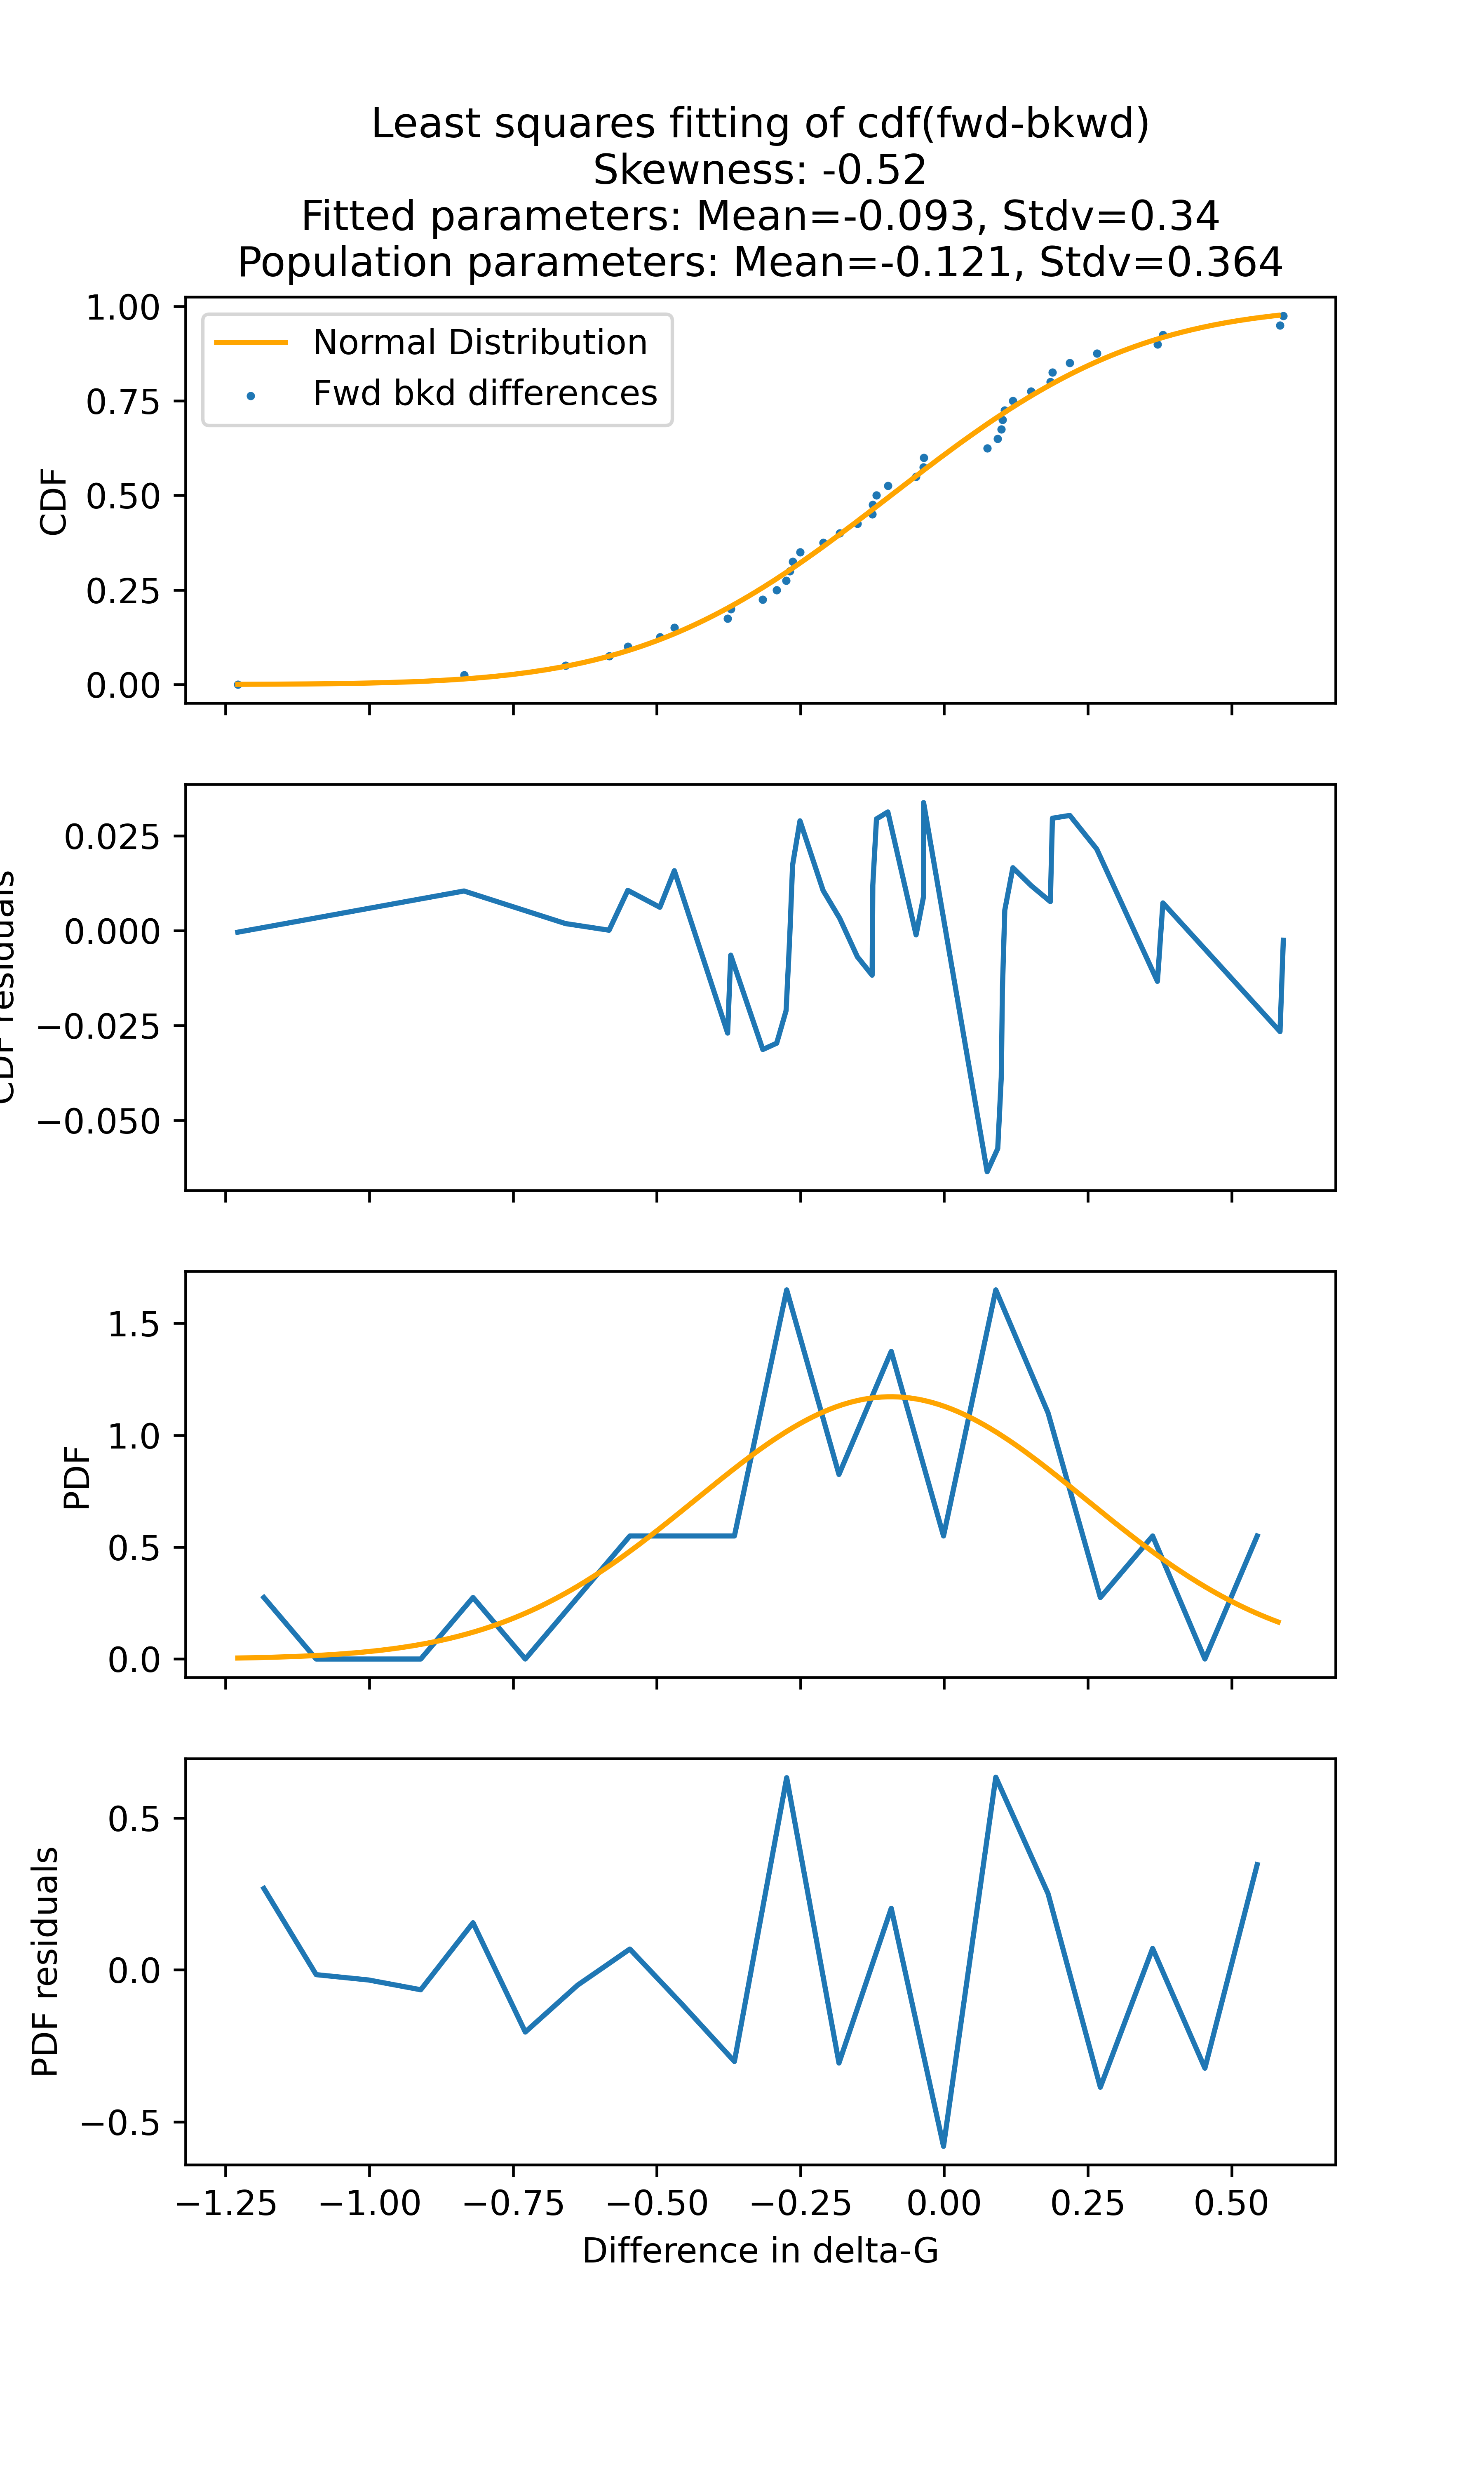 Least squares fitting of cdf(fwd-bkwd)
Skewness: -0.52
Fitted parameters: Mean=-0.093, Stdv=0.34
Population parameters: Mean=-0.121, Stdv=0.364
1.00
0.75
0.50
0.25
0.00
CDF
Normal Distribution
Fwd bkd differences
0.025
0.000
−0.025
−0.050
CDF residuals
1.5
1.0
0.5
0.0
PDF
0.5
0.0
−0.5
PDF residuals
−1.25 −1.00 −0.75 −0.50 −0.25 0.00 0.25 0.50
Difference in delta-G